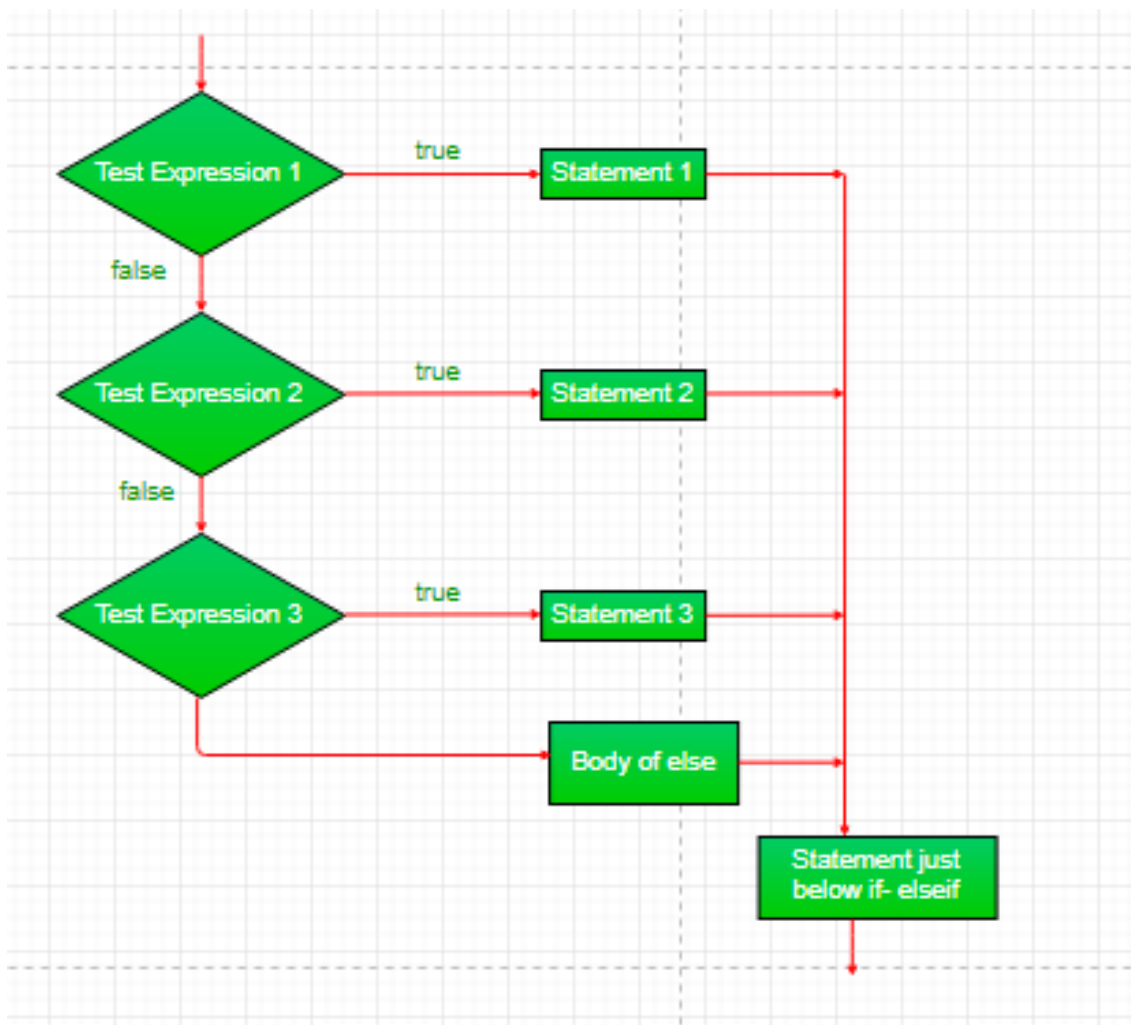 Test Expression 1
true
Statement 1
false
Test Expression 2
true
Statement 2
false
Test Expression 3
true
Statement 3
Body of else
Statement just
below if- elseif